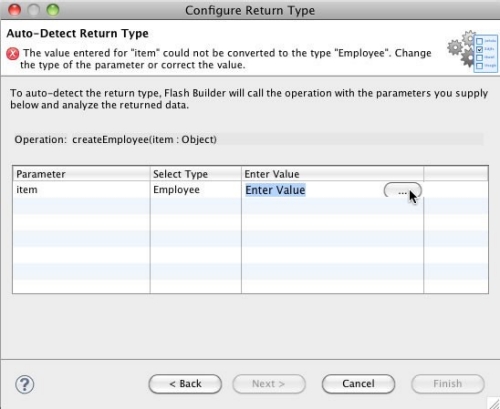 Configure Return Type
Auto-Detect Return Type
The value entered for "item" could not be converted to the type "Employee". Change
the type of the parameter or correct the value.
To auto-detect the return type, Flash Builder will call the operation with the parameters you supply
below and analyze the returned data.
Operation: createEmployee(item : Object)
Parameter Select Type Enter Value
item Employee Enter Value ...
? < Back Next > Cancel Finish